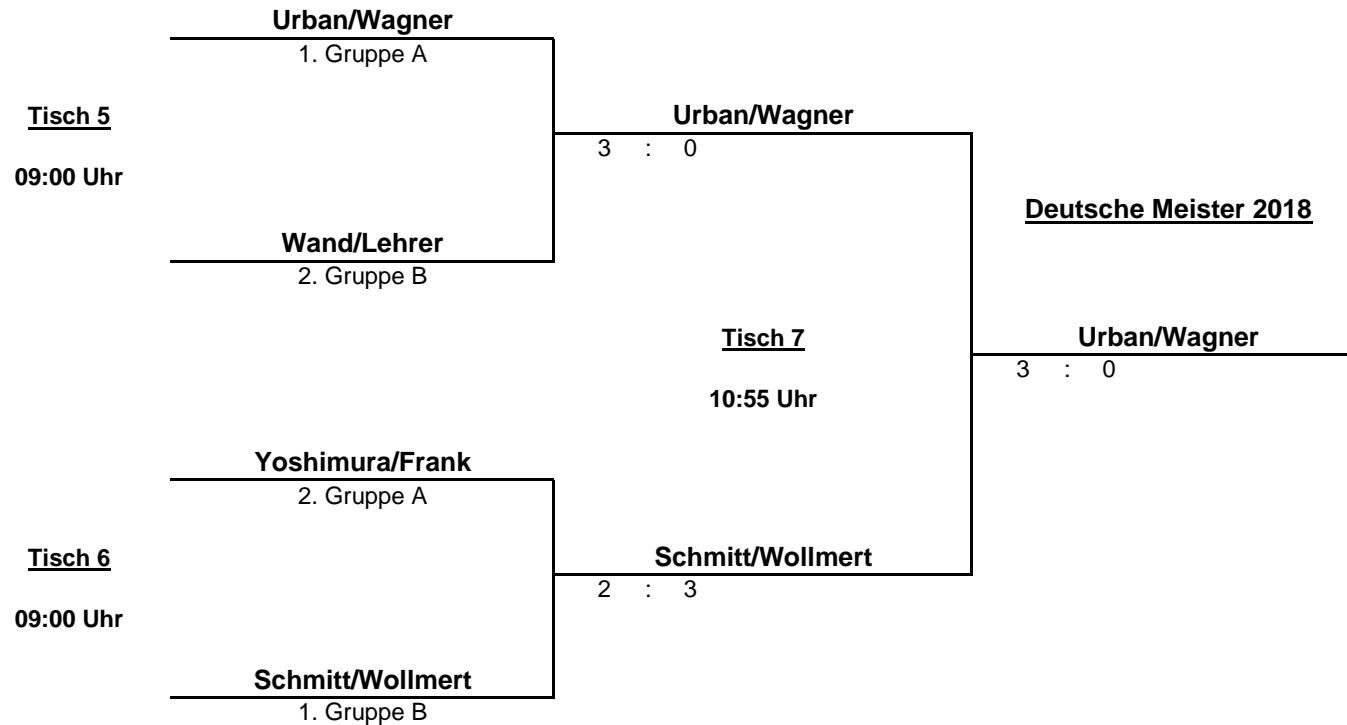 Urban/Wagner
1. Gruppe A
Tisch 5
Urban/Wagner
3 : 0
09:00 Uhr
Deutsche Meister 2018
Wand/Lehrer
2. Gruppe B
Tisch 7
Urban/Wagner
3 : 0
10:55 Uhr
Yoshimura/Frank
2. Gruppe A
Tisch 6
Schmitt/Wollmert
2 : 3
09:00 Uhr
Schmitt/Wollmert
1. Gruppe B